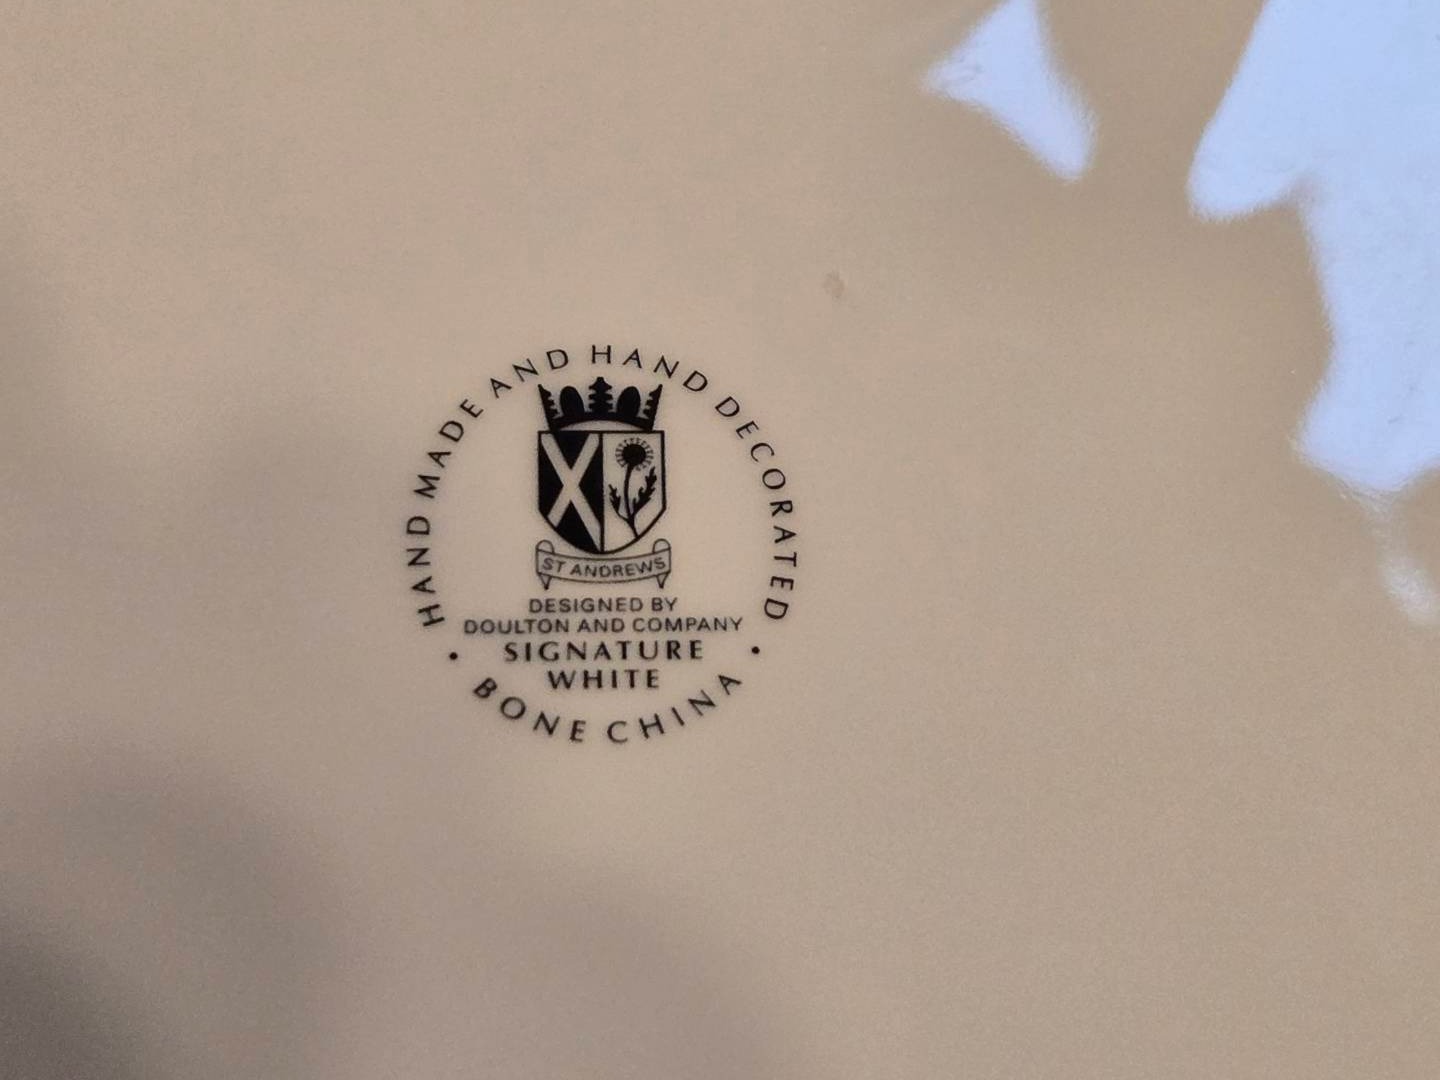 HAND MADE AND HAND DECORATED
ST ANDREWS
DESIGNED BY
DOULTON AND COMPANY
SIGNATURE
WHITE
• BONE CHINA •